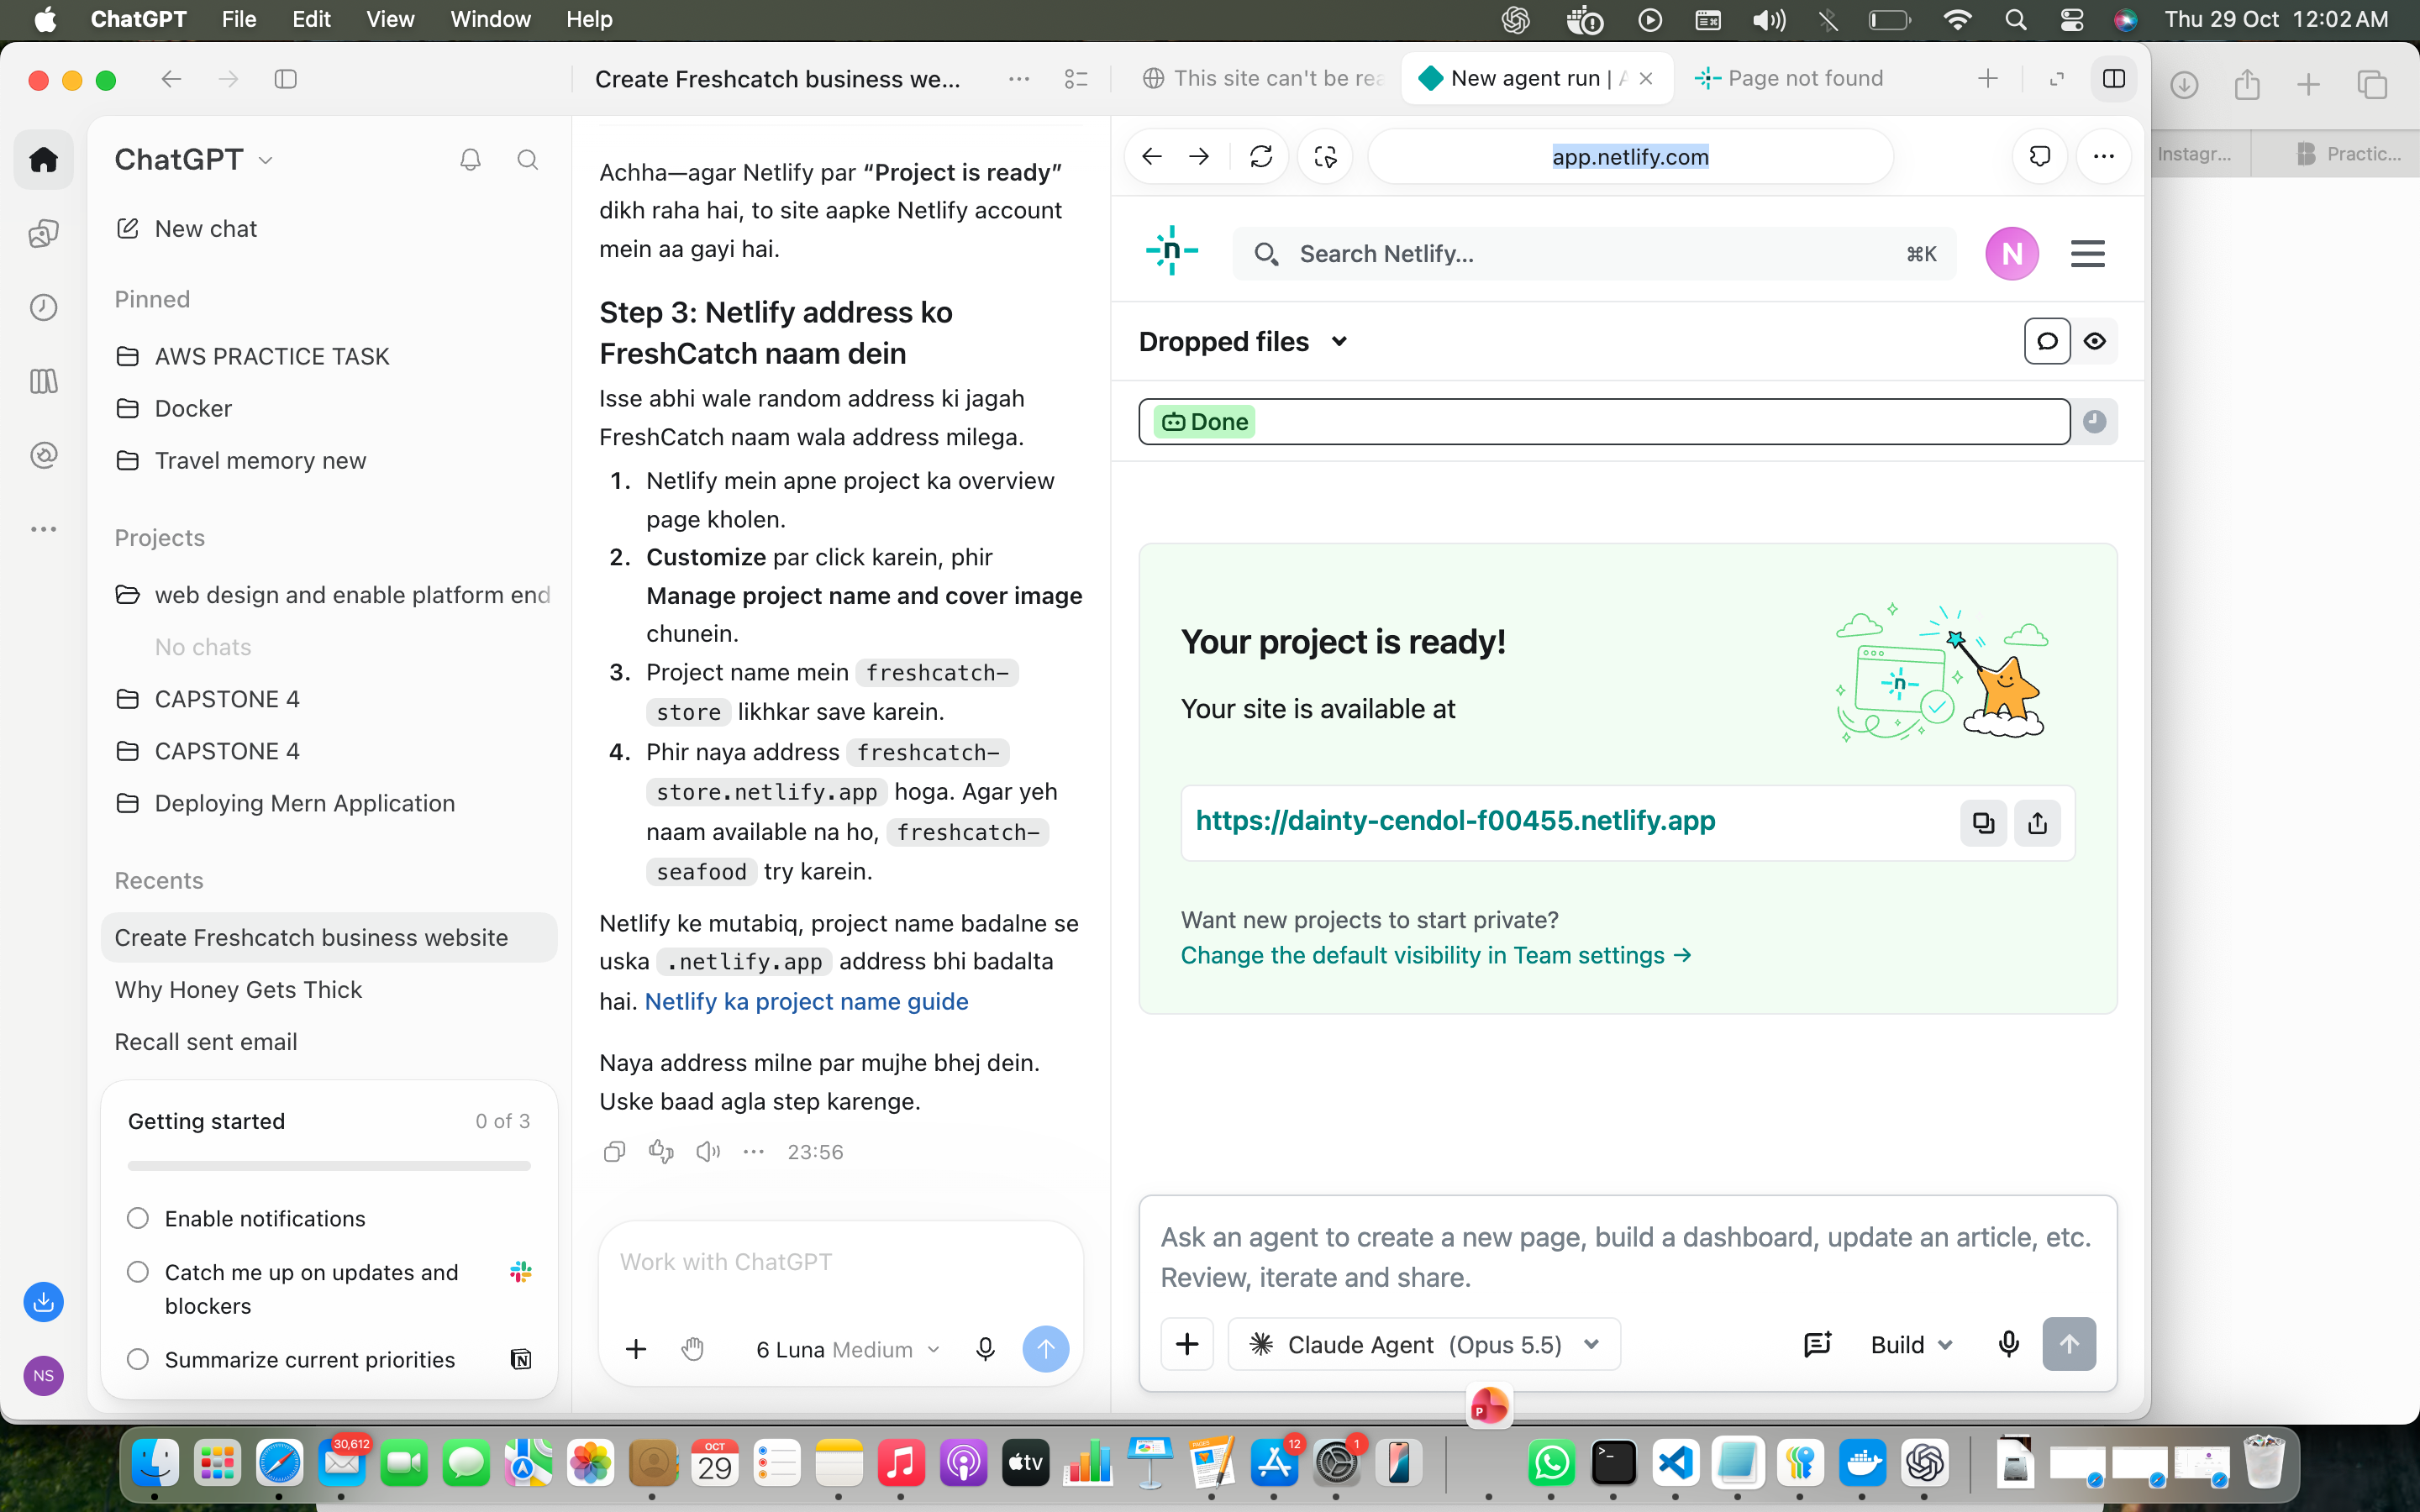 ChatGPT File Edit View Window Help
Thu 29 Oct 12:02 AM
Create Freshcatch business we...
New agent run |
Page not found
Instagr...
Practic...
ChatGPT
New chat
Pinned
AWS PRACTICE TASK
Docker
Travel memory new
Projects
web design and enable platform end
No chats
CAPSTONE 4
CAPSTONE 4
Deploying Mern Application
Recents
Create Freshcatch business website
Why Honey Gets Thick
Recall sent email
Getting started 0 of 3
Enable notifications
Catch me up on updates and
blockers
Summarize current priorities
NS
Achha—agar Netlify par “Project is ready”
dikh raha hai, to site aapke Netlify account
mein aa gayi hai.
Step 3: Netlify address ko
FreshCatch naam dein
Isse abhi wale random address ki jagah
FreshCatch naam wala address milega.
1. Netlify mein apne project ka overview
page kholen.
2. Customize par click karein, phir
Manage project name and cover image
chunein.
3. Project name mein freshcatch-
store likhkar save karein.
4. Phir naya address freshcatch-
store.netlify.app hoga. Agar yeh
naam available na ho, freshcatch-
seafood try karein.
Netlify ke mutabiq, project name badalne se
uska .netlify.app address bhi badalta
hai. Netlify ka project name guide
Naya address milne par mujhe bhej dein.
Uske baad agla step karenge.
23:56
Work with ChatGPT
6 Luna Medium
This site can't be rea
app.netlify.com
n
Search Netlify... ⌘K
N
Dropped files
Done
Your project is ready!
Your site is available at
n
https://dainty-cendol-f00455.netlify.app
Want new projects to start private?
Change the default visibility in Team settings →
Ask an agent to create a new page, build a dashboard, update an article, etc.
Review, iterate and share.
Claude Agent (Opus 5.5)
Build
P
30,612
OCT
29
tv
12
1